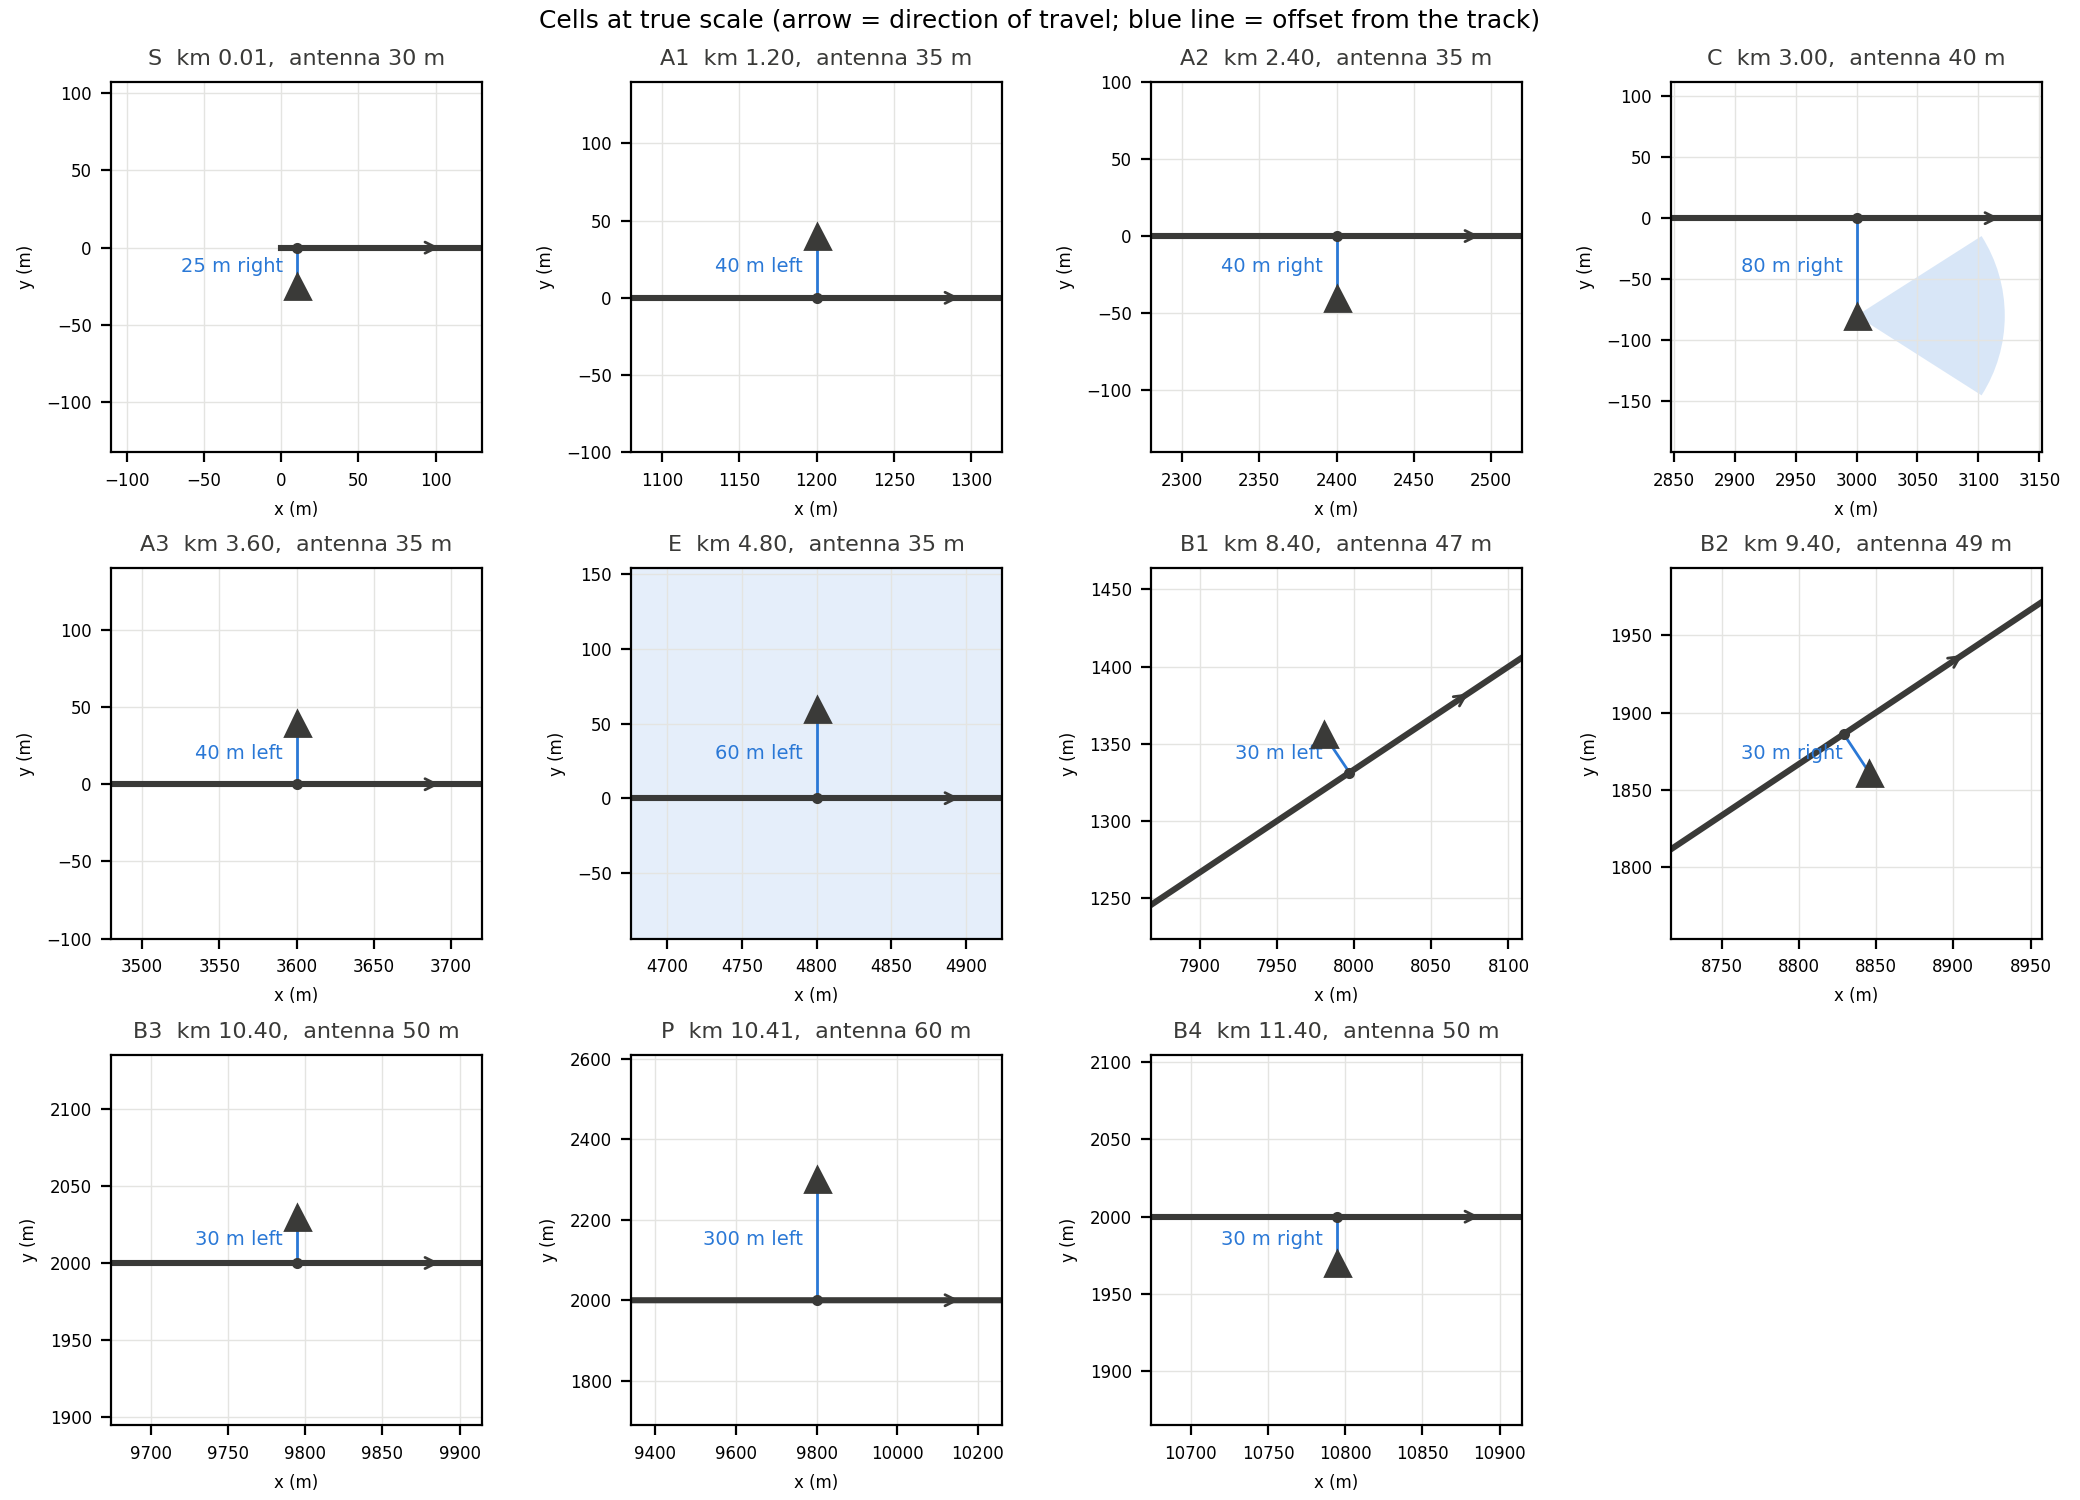 Cells at true scale (arrow = direction of travel; blue line = offset from the track)
S  km 0.01,  antenna 30 m
100
50
0
−50
−100
y (m)
25 m right
−100 −50 0 50 100
x (m)
A1  km 1.20,  antenna 35 m
100
50
0
−50
−100
y (m)
40 m left
1100 1150 1200 1250 1300
x (m)
A2  km 2.40,  antenna 35 m
100
50
0
−50
−100
y (m)
40 m right
2300 2350 2400 2450 2500
x (m)
C  km 3.00,  antenna 40 m
100
50
0
−50
−100
−150
y (m)
80 m right
2850 2900 2950 3000 3050 3100 3150
x (m)
A3  km 3.60,  antenna 35 m
100
50
0
−50
−100
y (m)
40 m left
3500 3550 3600 3650 3700
x (m)
E  km 4.80,  antenna 35 m
150
100
50
0
−50
y (m)
60 m left
4700 4750 4800 4850 4900
x (m)
B1  km 8.40,  antenna 47 m
1450
1400
1350
1300
1250
y (m)
30 m left
7900 7950 8000 8050 8100
x (m)
B2  km 9.40,  antenna 49 m
1950
1900
1850
1800
y (m)
30 m right
8750 8800 8850 8900 8950
x (m)
B3  km 10.40,  antenna 50 m
2100
2050
2000
1950
1900
y (m)
30 m left
9700 9750 9800 9850 9900
x (m)
P  km 10.41,  antenna 60 m
2600
2400
2200
2000
1800
y (m)
300 m left
9400 9600 9800 10000 10200
x (m)
B4  km 11.40,  antenna 50 m
2100
2050
2000
1950
1900
y (m)
30 m right
10700 10750 10800 10850 10900
x (m)